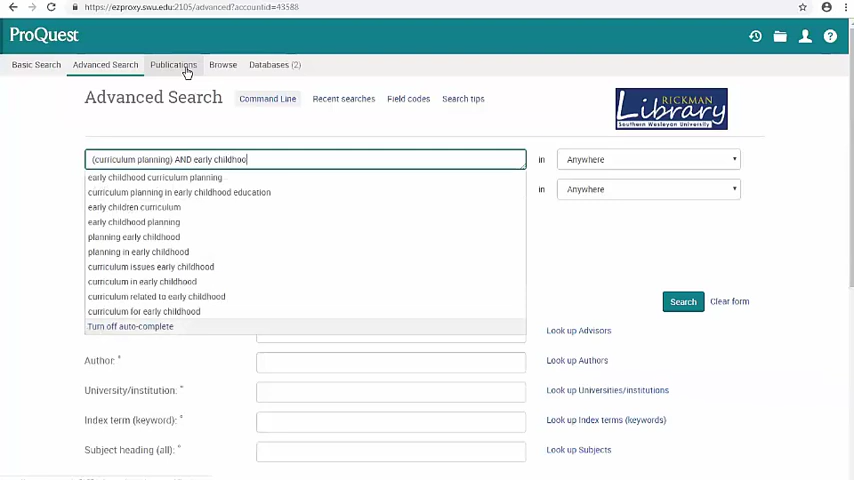 https://ezproxy.swu.edu:2105/advanced?accountid=43588
ProQuest
Basic Search Advanced Search Publications Browse Databases (2)
Advanced Search Command Line Recent searches Field codes Search tips
RICKMAN
Library
Southern Wesleyan University
(curriculum planning) AND early childhoo in Anywhere
early childhood curriculum planning
curriculum planning in early childhood education
in Anywhere
early children curriculum
early childhood planning
planning early childhood
planning in early childhood
curriculum issues early childhood
curriculum in early childhood
curriculum related to early childhood
Search Clear form
curriculum for early childhood
Turn off auto-complete
Look up Advisors
Author: * Look up Authors
University/institution: * Look up Universities/institutions
Index term (keyword): * Look up Index terms (keywords)
Subject heading (all): * Look up Subjects